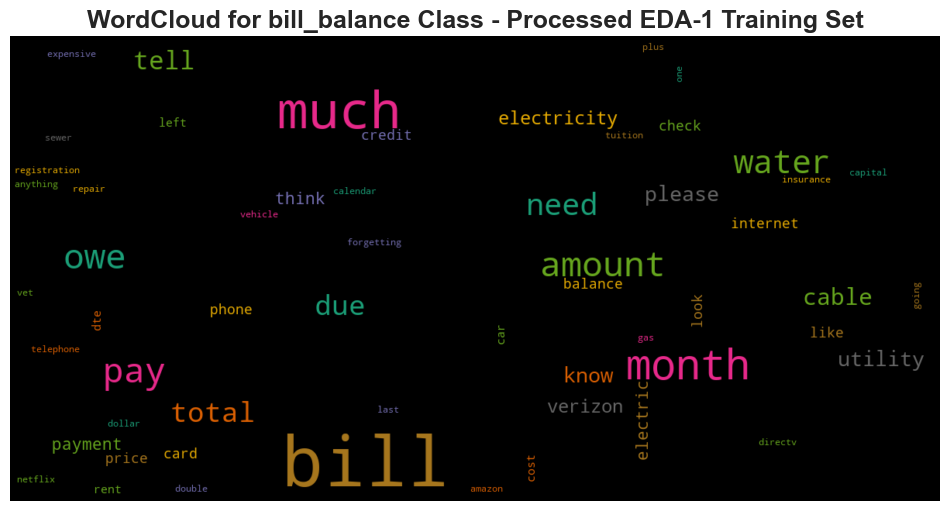 WordCloud for bill_balance Class - Processed EDA-1 Training Set
expensive
tell
plus
one
much
left
credit
electricity
tuition
check
sewer
water
registration
anything
repair
think
calendar
vehicle
need
please
insurance
capital
internet
forgetting
owe
amount
balance
cable
going
vet
dte
phone
due
car
look
like
gas
telephone
pay
know
month
utility
total
dollar
last
verizon
electric
payment
price
card
bill
cost
directv
netflix
rent
double
amazon